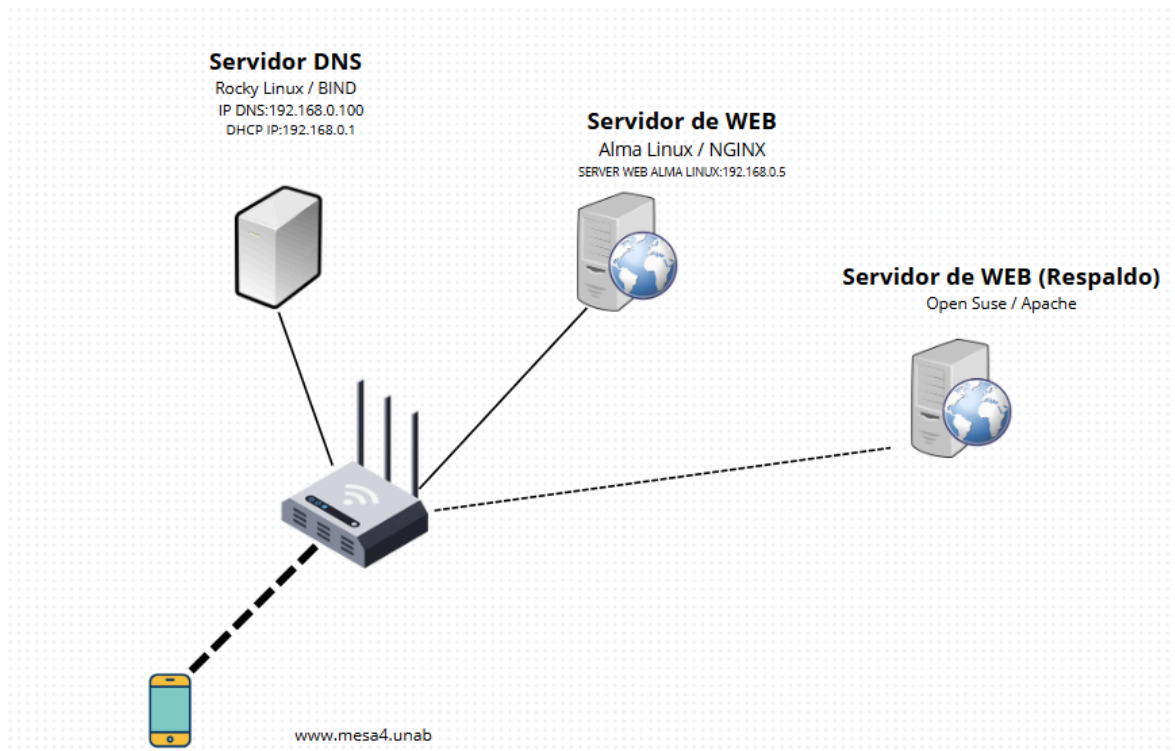 Servidor DNS
Rocky Linux / BIND
IP DNS:192.168.0.100
DHCP IP:192.168.0.1
Servidor de WEB
Alma Linux / NGINX
SERVER WEB ALMA LINUX:192.168.0.5
Servidor de WEB (Respaldo)
Open Suse / Apache
www.mesa4.unab